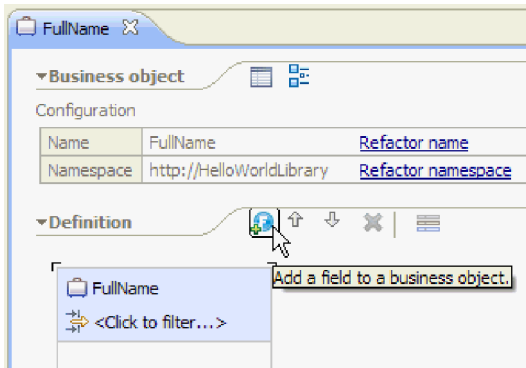 FullName
Business object
Configuration
Name FullName Refactor name
Namespace http://HelloWorldLibrary Refactor namespace
Definition
Add a field to a business object.
FullName
<Click to filter...>